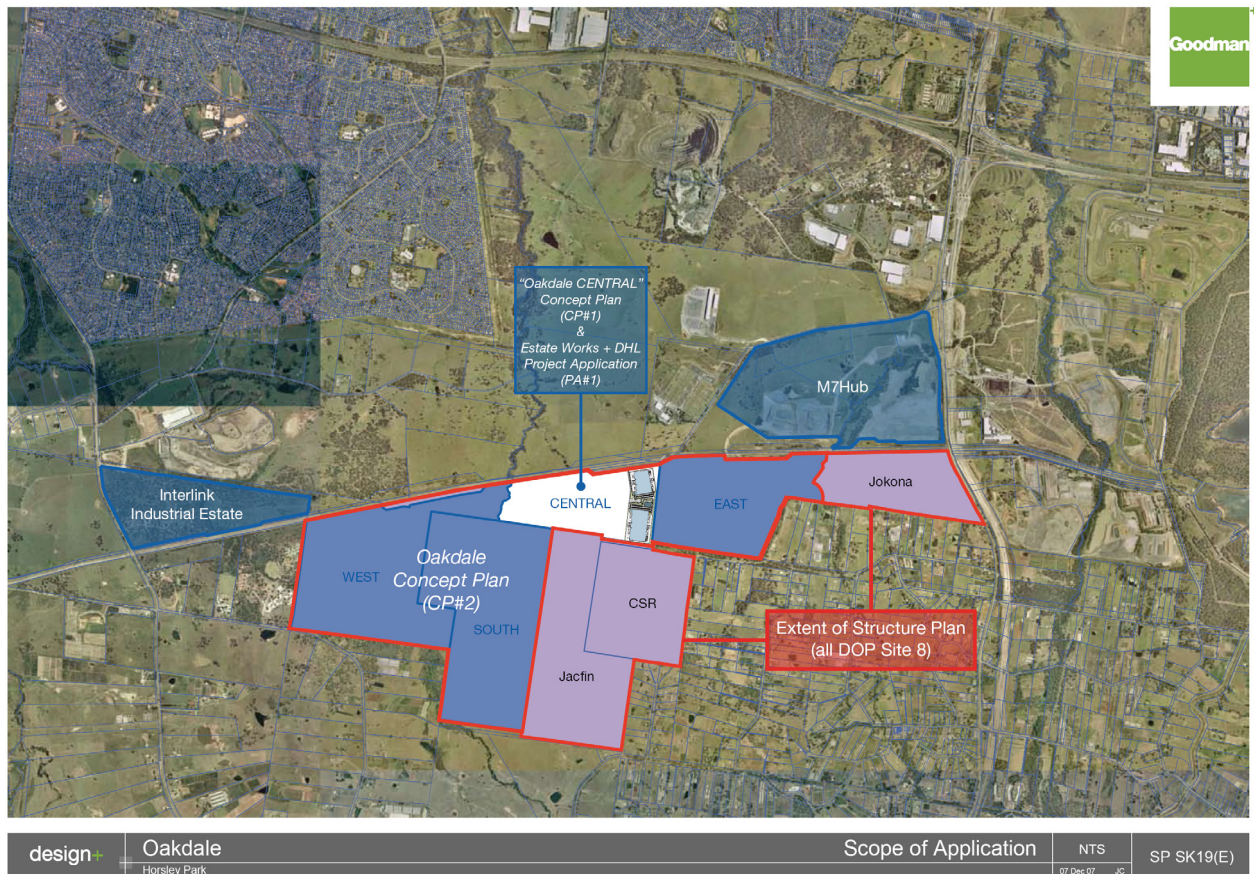 Goodman
"Oakdale CENTRAL"
Concept Plan
(CP#1)
&
Estate Works + DHL
Project Application
(PA#1)
M7Hub
Interlink
Industrial Estate
CENTRAL
EAST
Jokona
WEST
Oakdale
Concept Plan
(CP#2)
SOUTH
CSR
Jacfin
Extent of Structure Plan
(all DOP Site 8)
design+
Oakdale
Horsley Park
Scope of Application
NTS
07 Dec 07 JC
SP SK19(E)